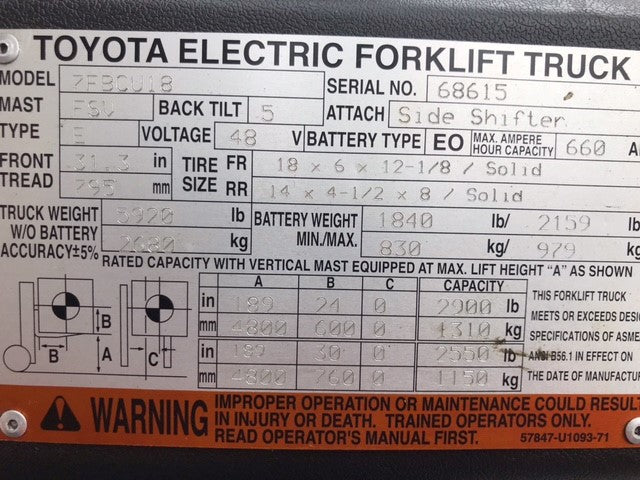 TOYOTA ELECTRIC FORKLIFT TRUCK
MODEL 7FBCU18 SERIAL NO. 68615
MAST FSV BACK TILT 5 ATTACH Side Shifter
TYPE E VOLTAGE 48 V BATTERY TYPE EO MAX. AMPERE HOUR CAPACITY 660
FRONT TREAD 31.3 in TIRE SIZE FR 18 x 6 x 12-1/8 / Solid
795 mm RR 14 x 4-1/2 x 8 / Solid
TRUCK WEIGHT W/O BATTERY ACCURACY±5% 5920 lb BATTERY WEIGHT MIN./MAX. 1840 lb/ 2159 lb
2680 kg 830 kg/ 979 kg
RATED CAPACITY WITH VERTICAL MAST EQUIPPED AT MAX. LIFT HEIGHT "A" AS SHOWN
A B C CAPACITY
in 189 24 0 2900 lb
mm 4800 600 0 1310 kg
in 189 30 0 2550 lb
mm 4800 760 0 1150 kg
B
B A C
THIS FORKLIFT TRUCK
MEETS OR EXCEEDS
SPECIFICATIONS OF ASME
ANSI B56.1 IN EFFECT ON
THE DATE OF
WARNING
IMPROPER OPERATION OR MAINTENANCE COULD RESULT
IN INJURY OR DEATH. TRAINED OPERATORS ONLY.
READ OPERATOR'S MANUAL FIRST. 57847-U1093-71